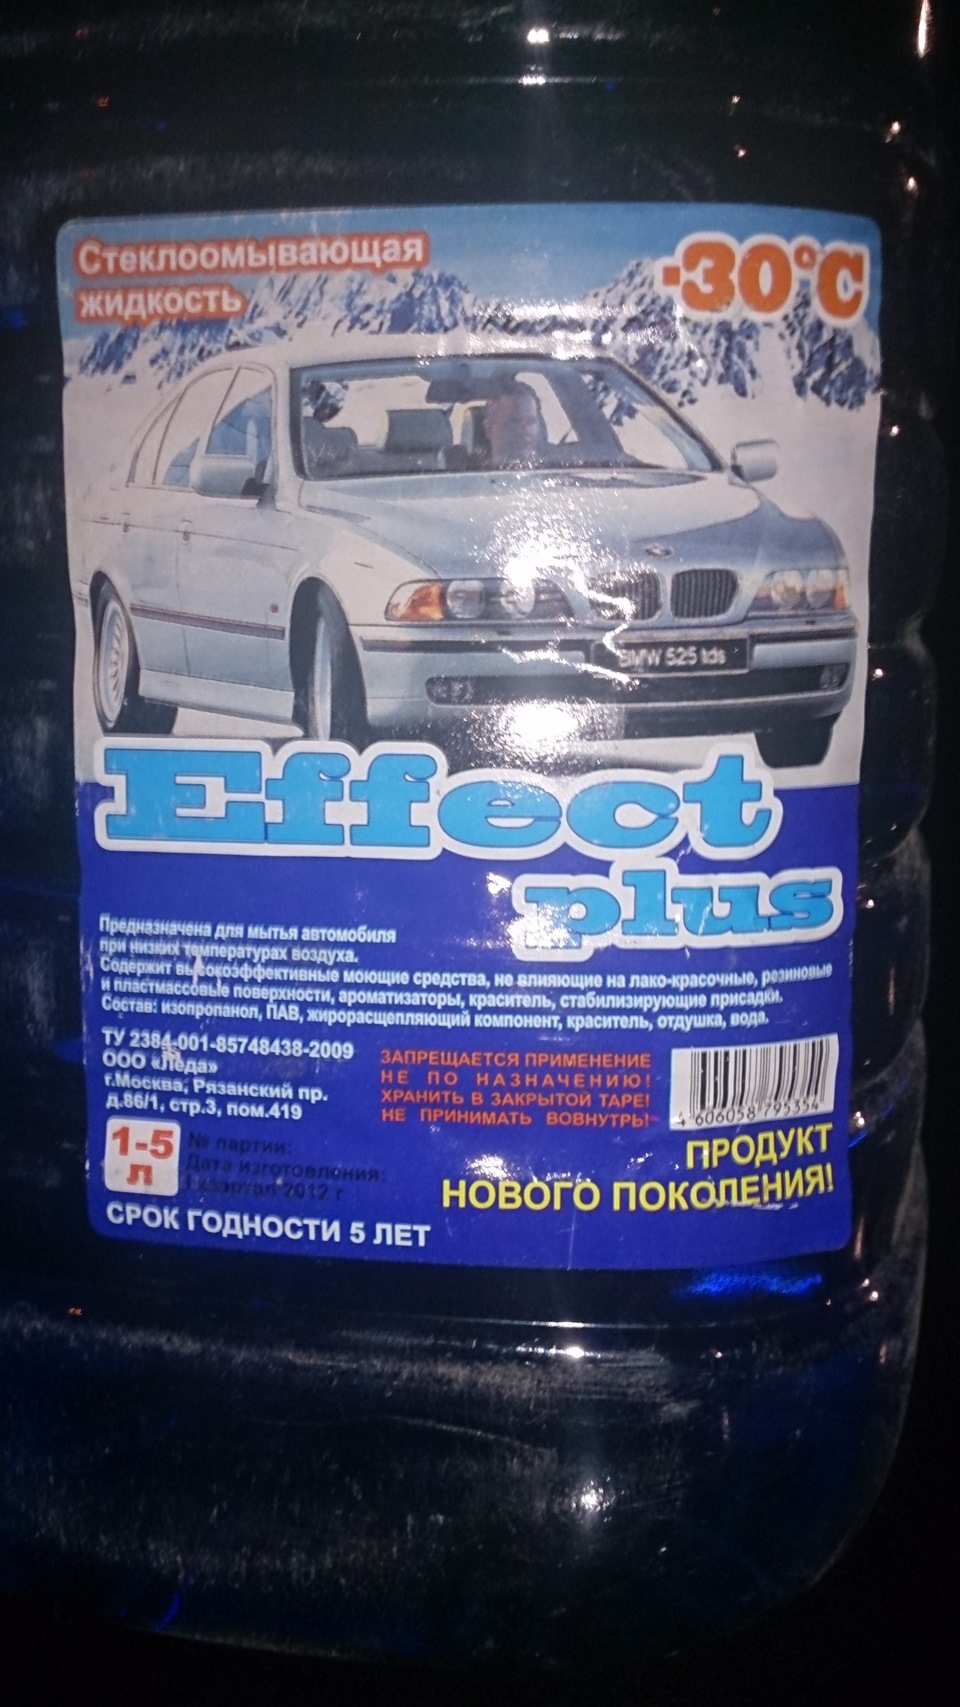 Стеклоомывающая
жидкость
-30°C
BMW 525 tds
Effect
plus
Предназначена для мытья автомобиля
при низких температурах воздуха.
Содержит высокоэффективные моющие средства, не влияющие на лако-красочные, резиновые
и пластмассовые поверхности, ароматизаторы, краситель, стабилизирующие присадки.
Состав: изопропанол, ПАВ, жирорасщепляющий компонент, краситель, отдушка, вода.
ТУ 2384-001-85748438-2009
ООО «Леда»
г.Москва, Рязанский пр.
д.86/1, стр.3, пом.419
ЗАПРЕЩАЕТСЯ ПРИМЕНЕНИЕ
НЕ ПО НАЗНАЧЕНИЮ!
ХРАНИТЬ В ЗАКРЫТОЙ ТАРЕ!
НЕ ПРИНИМАТЬ ВОВНУТРЬ!
4 606058 795354
1-5
л
№ партии:
Дата изготовления:
I квартал 2012 г
ПРОДУКТ
НОВОГО ПОКОЛЕНИЯ!
СРОК ГОДНОСТИ 5 ЛЕТ